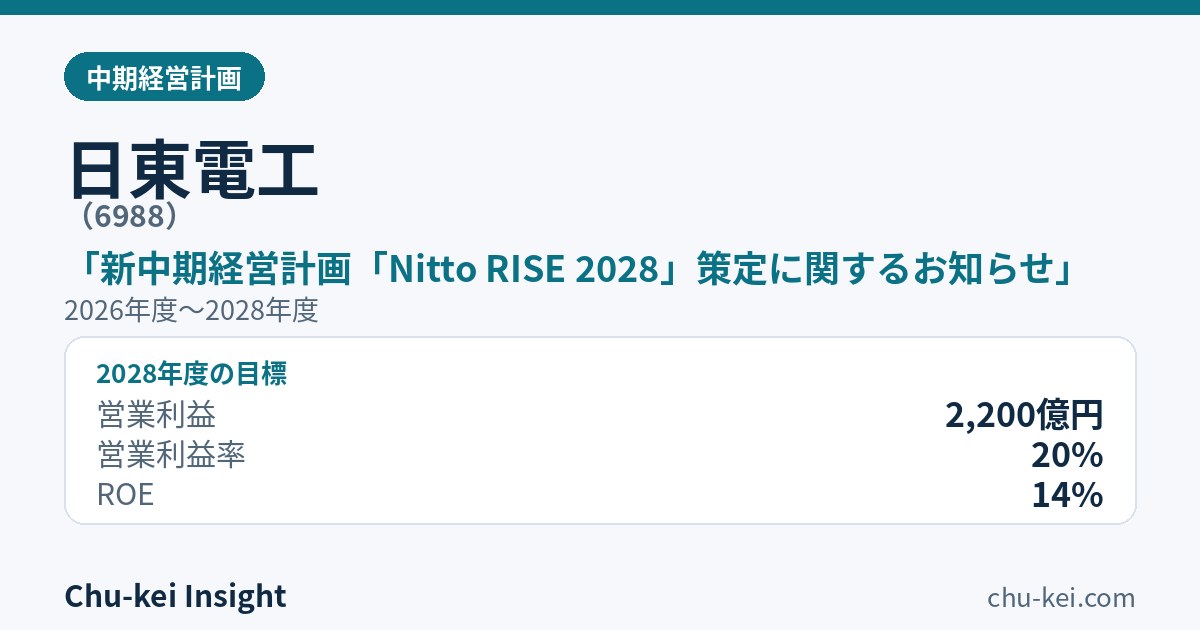 中期経営計画
日東電工
（6988）
「新中期経営計画「Nitto RISE 2028」策定に関するお知らせ」
2026年度～2028年度
2028年度の目標
営業利益 2,200億円
営業利益率 20%
ROE 14%
Chu-kei Insight chu-kei.com